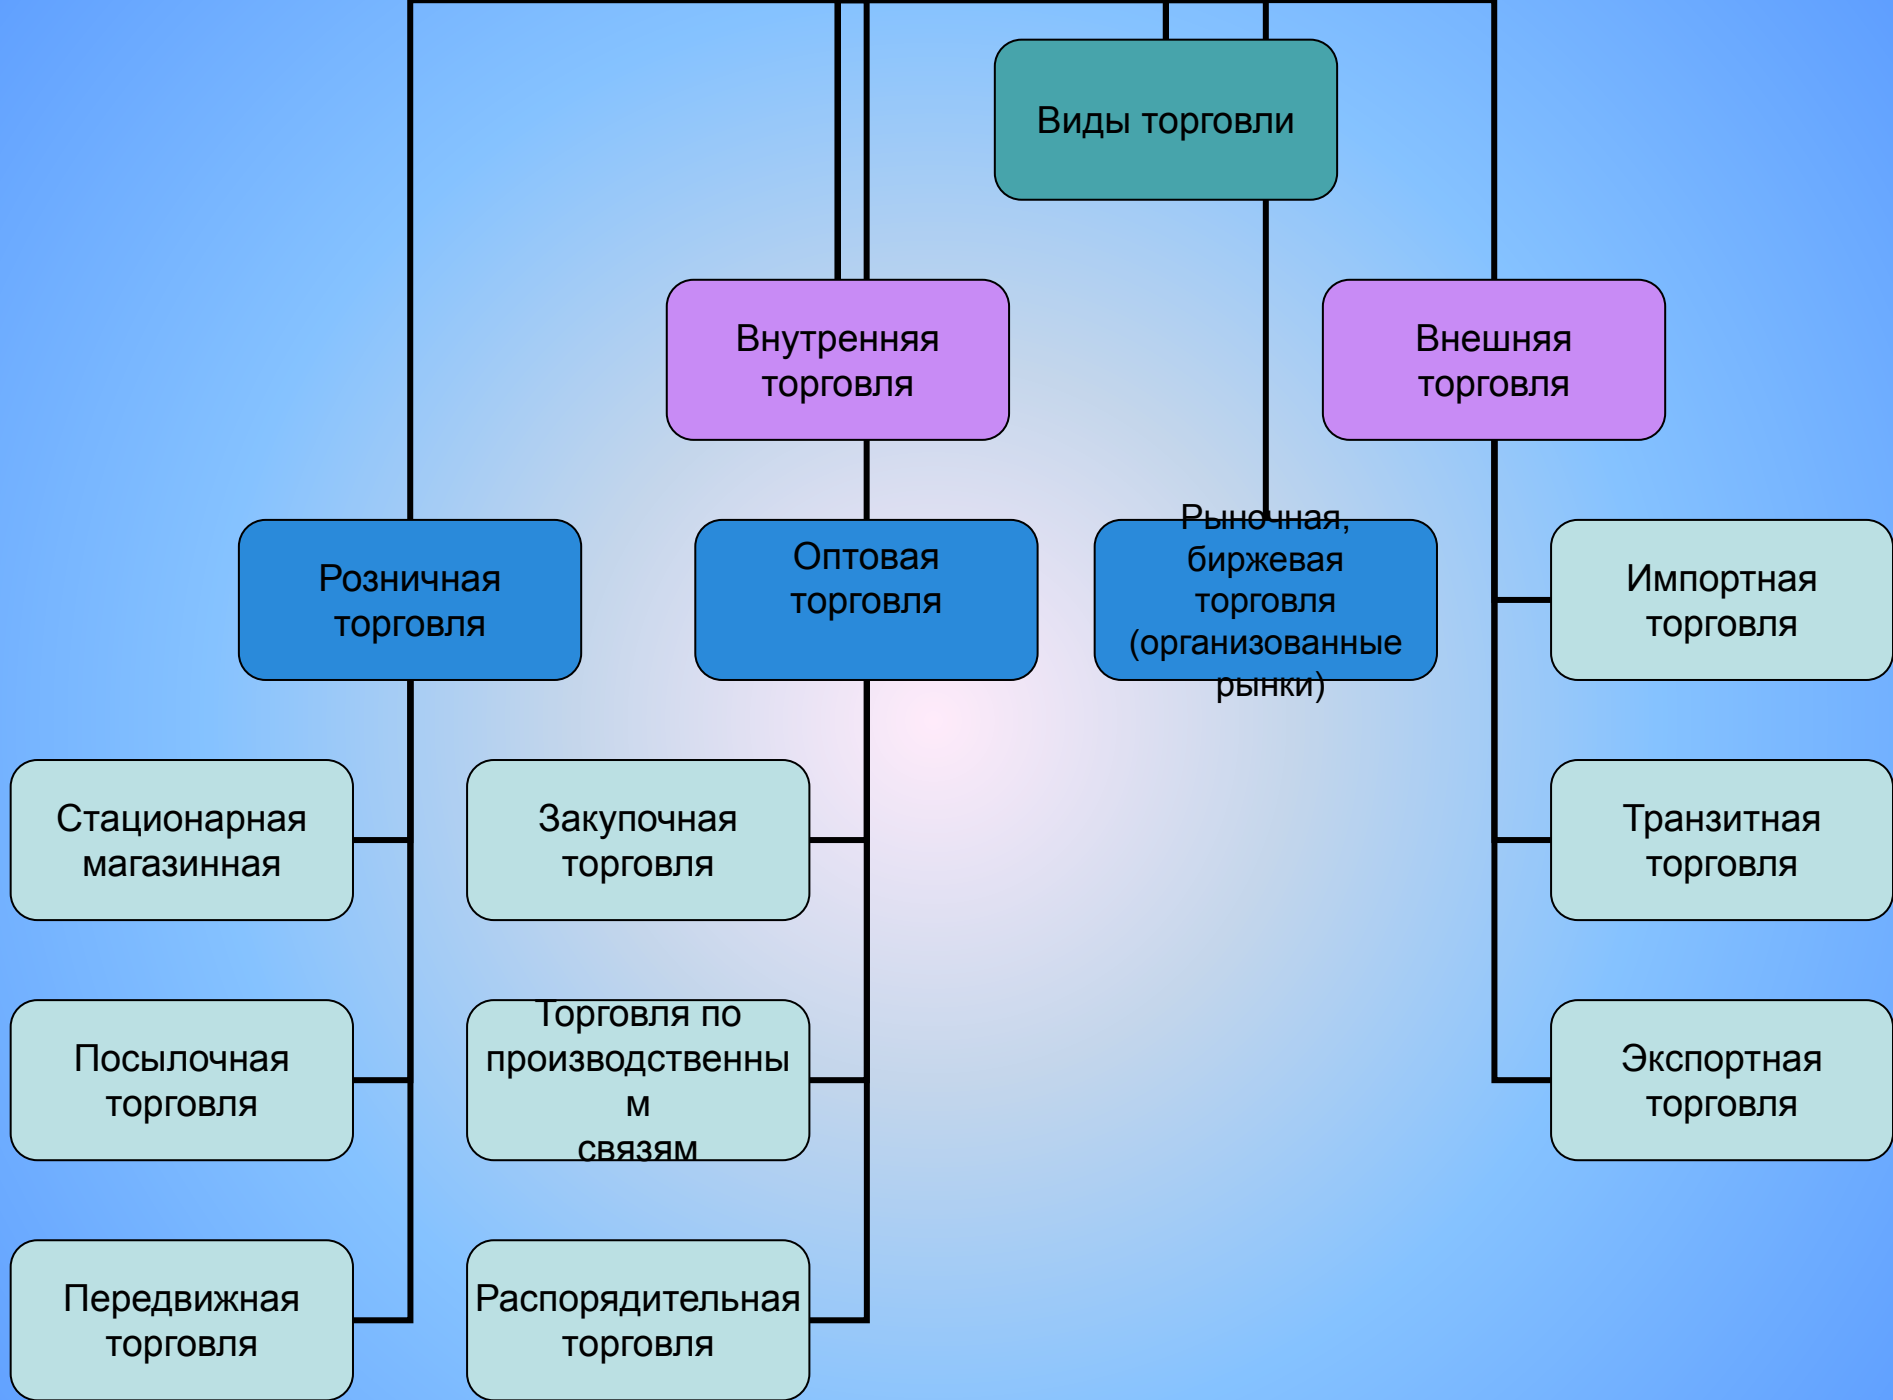 Виды торговли
Внутренняя
торговля
Внешняя
торговля
Розничная
торговля
Оптовая
торговля
Рыночная,
биржевая
торговля
(организованные
рынки)
Импортная
торговля
Стационарная
магазинная
Закупочная
торговля
Транзитная
торговля
Посылочная
торговля
Торговля по
производственны
м
связям
Экспортная
торговля
Передвижная
торговля
Распорядительная
торговля